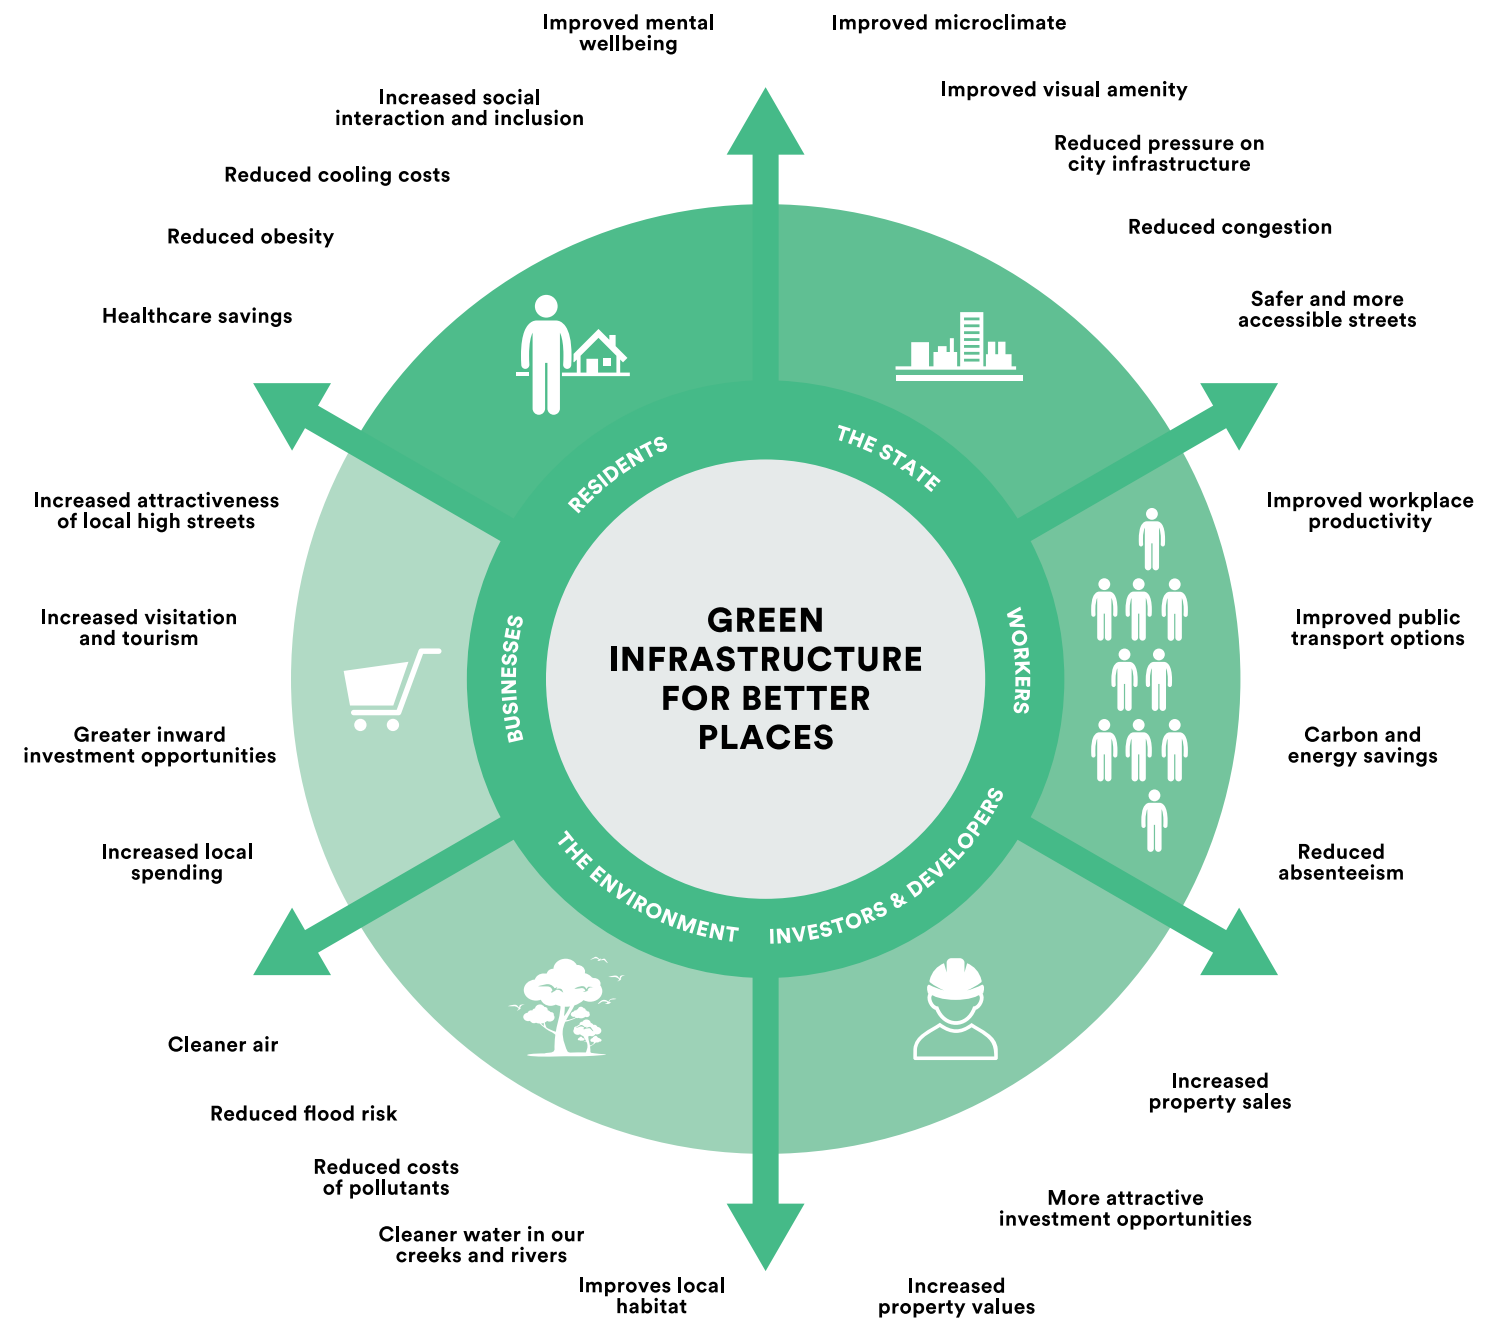 Improved mental
wellbeing
Increased social
interaction and inclusion
Reduced cooling costs
Reduced obesity
Healthcare savings
Improved microclimate
Improved visual amenity
Reduced pressure on
city infrastructure
Reduced congestion
Safer and more
accessible streets
RESIDENTS
THE STATE
WORKERS
INVESTORS & DEVELOPERS
THE ENVIRONMENT
BUSINESSES
GREEN
INFRASTRUCTURE
FOR BETTER
PLACES
Increased attractiveness
of local high streets
Increased visitation
and tourism
Greater inward
investment opportunities
Increased local
spending
Improved workplace
productivity
Improved public
transport options
Carbon and
energy savings
Reduced
absenteeism
Cleaner air
Reduced flood risk
Reduced costs
of pollutants
Cleaner water in our
creeks and rivers
Improves local
habitat
Increased
property sales
More attractive
investment opportunities
Increased
property values